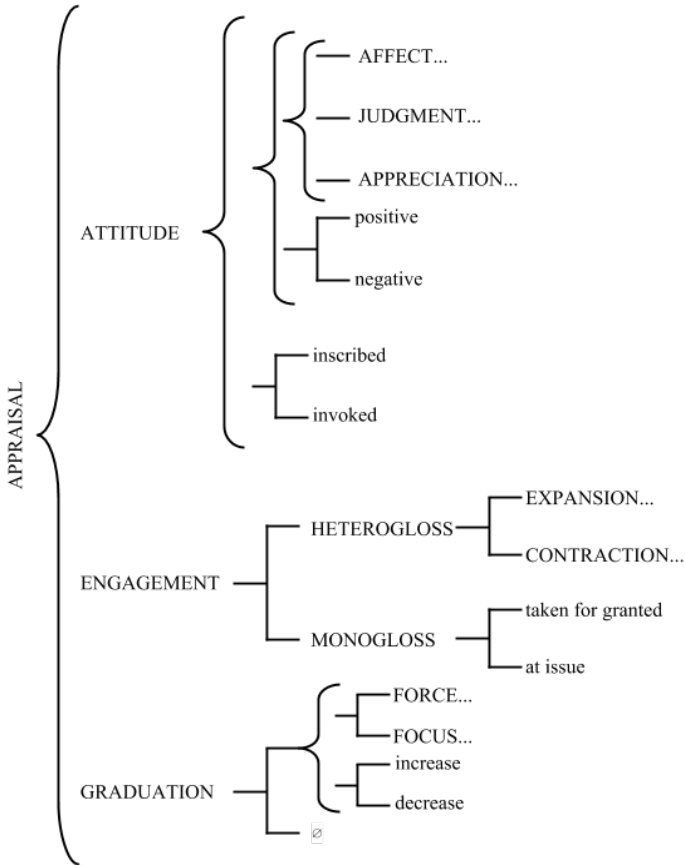 AFFECT...
JUDGMENT...
APPRECIATION...
positive
ATTITUDE
negative
inscribed
invoked
APPRAISAL
EXPANSION...
HETEROGLOSS
CONTRACTION...
ENGAGEMENT
taken for granted
MONOGLOSS
at issue
FORCE...
FOCUS...
increase
GRADUATION
decrease
∅